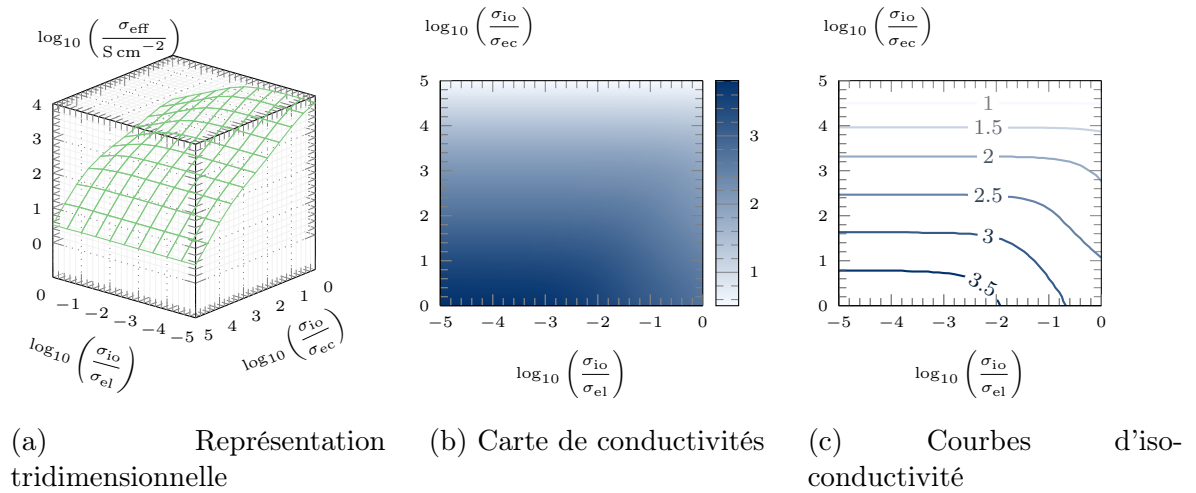 log₁₀ (σeff / S cm⁻²)
4
3
2
1
0
0 −1 −2 −3 −4 −5
5 4 3 2 1 0
log₁₀ (σio / σel)
log₁₀ (σio / σec)
(a) Représentation
tridimensionnelle
log₁₀ (σio / σec)
5
4
3
2
1
0
−5 −4 −3 −2 −1 0
3
2
1
log₁₀ (σio / σel)
(b) Carte de conductivités
log₁₀ (σio / σec)
5
4
3
2
1
0
1
1.5
2
2.5
3
3.5
−5 −4 −3 −2 −1 0
log₁₀ (σio / σel)
(c) Courbes d'iso-
conductivité